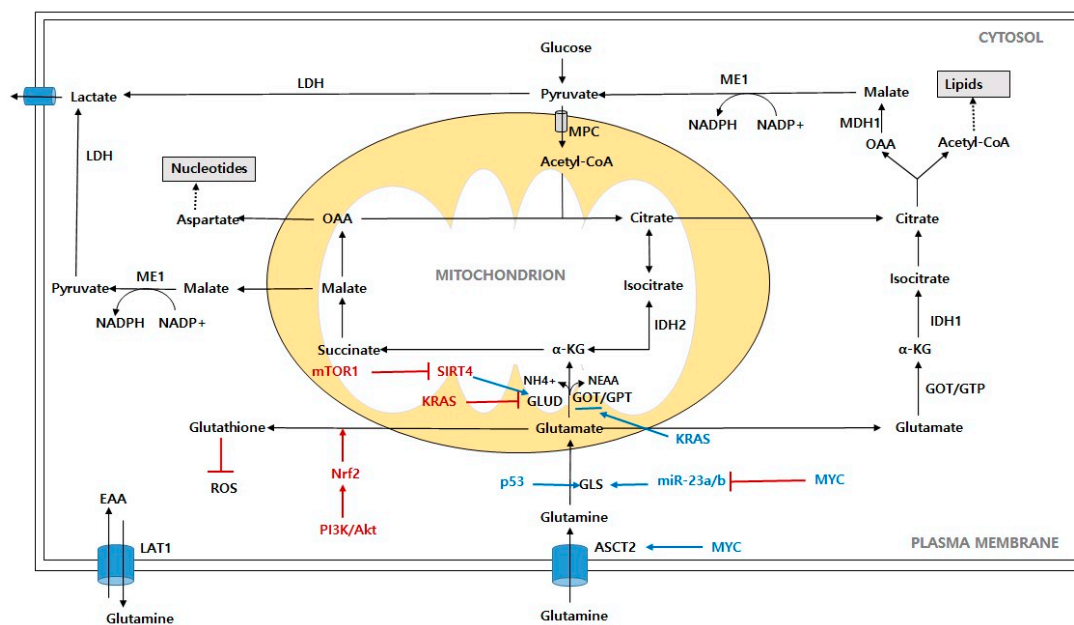 CYTOSOL
Glucose
LDH
ME1
Lactate
Pyruvate
Malate
Lipids
NADPH
NADP+
MDH1
MPC
OAA
Acetyl-CoA
LDH
Acetyl-CoA
Nucleotides
Aspartate
OAA
Citrate
Citrate
MITOCHONDRION
ME1
Isocitrate
Isocitrate
Pyruvate
Malate
Malate
NADPH
NADP+
IDH2
IDH1
Succinate
α-KG
α-KG
mTOR1
SIRT4
NH4+
NEAA
GOT/GTP
KRAS
GLUD
GOT/GPT
Glutathione
Glutamate
Glutamate
KRAS
Nrf2
ROS
p53
GLS
miR-23a/b
MYC
EAA
Glutamine
PI3K/Akt
LAT1
ASCT2
MYC
PLASMA MEMBRANE
Glutamine
Glutamine